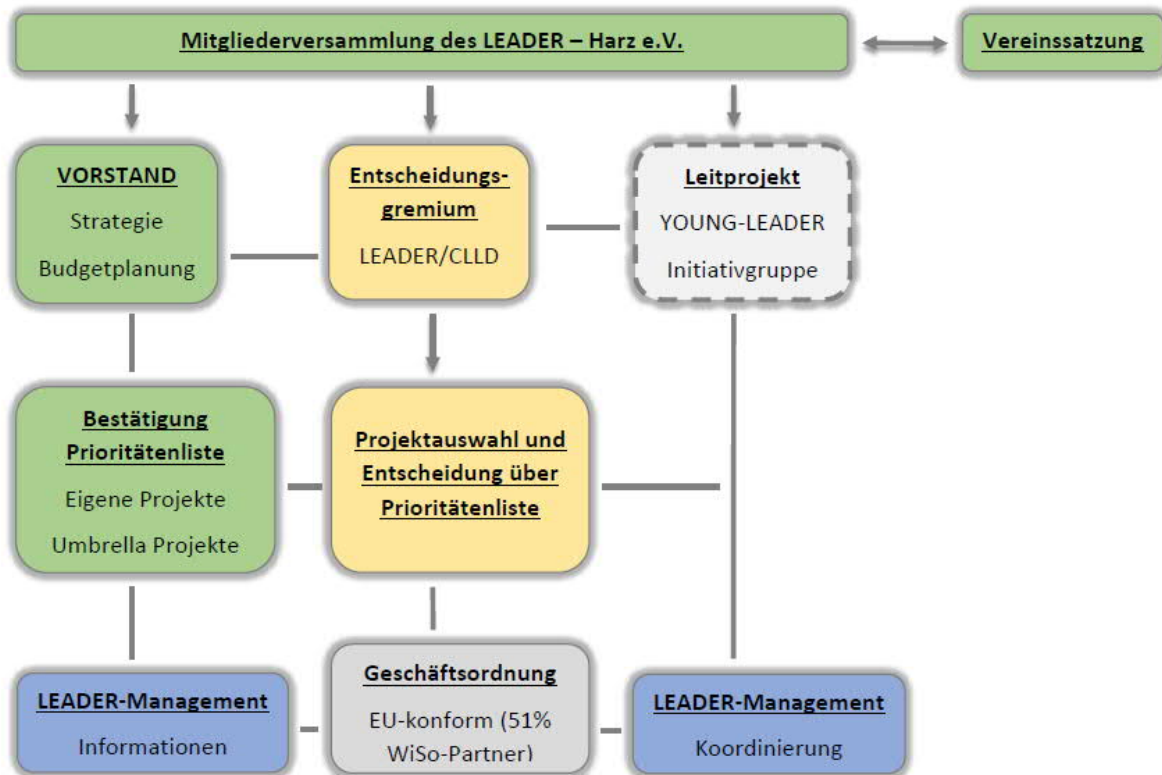 Mitgliederversammlung des LEADER – Harz e.V.
Vereinssatzung
VORSTAND
Strategie
Budgetplanung
Entscheidungs-
gremium
LEADER/CLLD
Leitprojekt
YOUNG-LEADER
Initiativgruppe
Bestätigung
Prioritätenliste
Eigene Projekte
Umbrella Projekte
Projektauswahl und
Entscheidung über
Prioritätenliste
LEADER-Management
Informationen
Geschäftsordnung
EU-konform (51%
WiSo-Partner)
LEADER-Management
Koordinierung